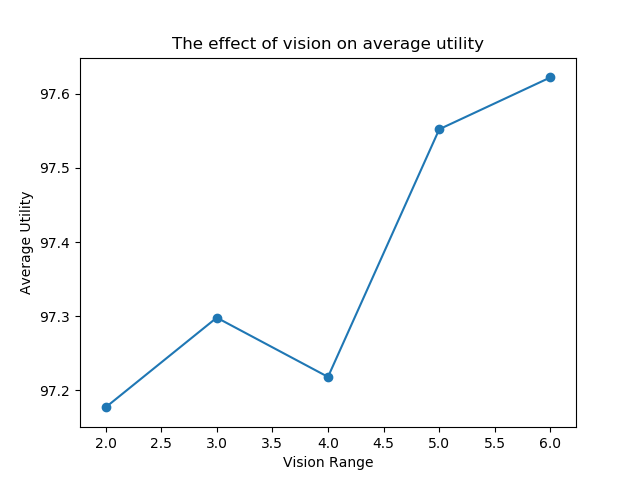 The effect of vision on average utility
97.6
97.5
97.4
97.3
97.2
Average Utility
2.0 2.5 3.0 3.5 4.0 4.5 5.0 5.5 6.0
Vision Range